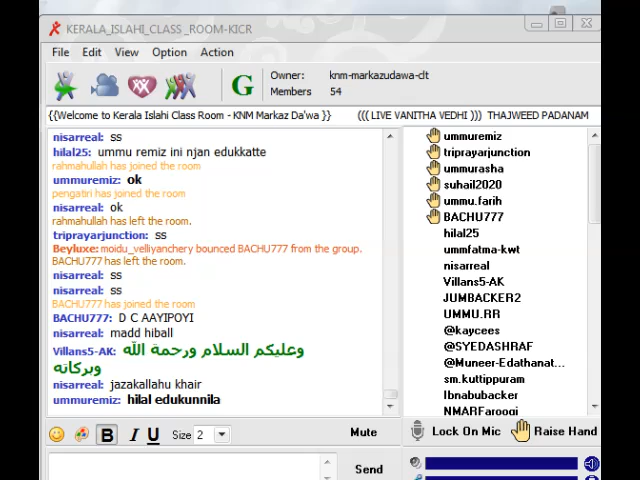 KERALA_ISLAHI_CLASS _ROOM-KICR
File Edit View Option Action
G
Owner: knm-markazudawa-clt
Members 54
{{Welcome to Kerala Islahi Class Room - KNM Markaz Da'wa }} ((( LIVE VANITHA VEDHI ))) THAJWEED PADANAM
nisarreal: ss
hilal25: ummu remiz ini njan edukkatte
rahmahullah has joined the room
ummuremiz: ok
pengatiri has joined the room
nisarreal: ok
rahmahullah has left the room.
triprayarjunction: ss
Beyluxe: moidu_velliyanchery bounced BACHU777 from the group.
BACHU777 has left the room.
nisarreal: ss
nisarreal: ss
BACHU777 has joined the room
BACHU777: D C AAYIPOYI
nisarreal: madd hiball
Villans5-AK: وعليكم السلام ورحمة الله
وبركاته
nisarreal: jazakallahu khair
ummuremiz: hilal edukunnila
ummuremiz
triprayarjunction
ummurasha
suhail2020
ummu.farih
BACHU777
hilal25
ummfatma-kwt
nisarreal
Villans5-AK
JUMBACKER2
UMMU.RR
@kaycees
@SYEDASHRAF
@Muneer-Edathanat...
sm.kuttippuram
Ibnabubacker
NMARFarooqi
B I U Size 2 Mute
Lock On Mic Raise Hand
Send